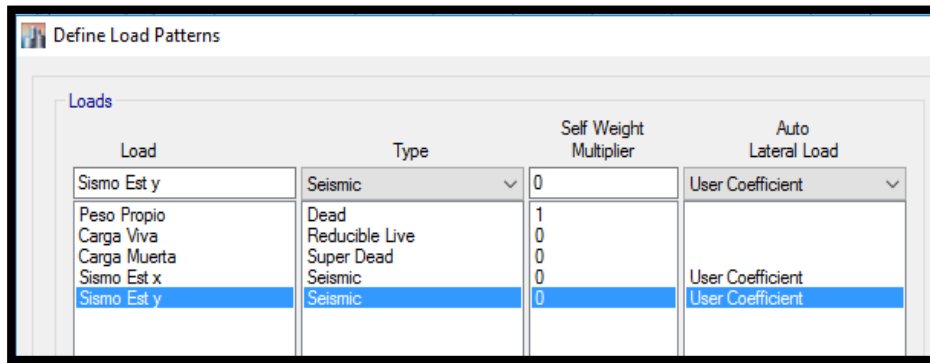 Define Load Patterns
Loads
Load Type Self Weight Multiplier Auto Lateral Load
Sismo Est y Seismic 0 User Coefficient
Peso Propio Dead 1
Carga Viva Reducible Live 0
Carga Muerta Super Dead 0
Sismo Est x Seismic 0 User Coefficient
Sismo Est y Seismic 0 User Coefficient